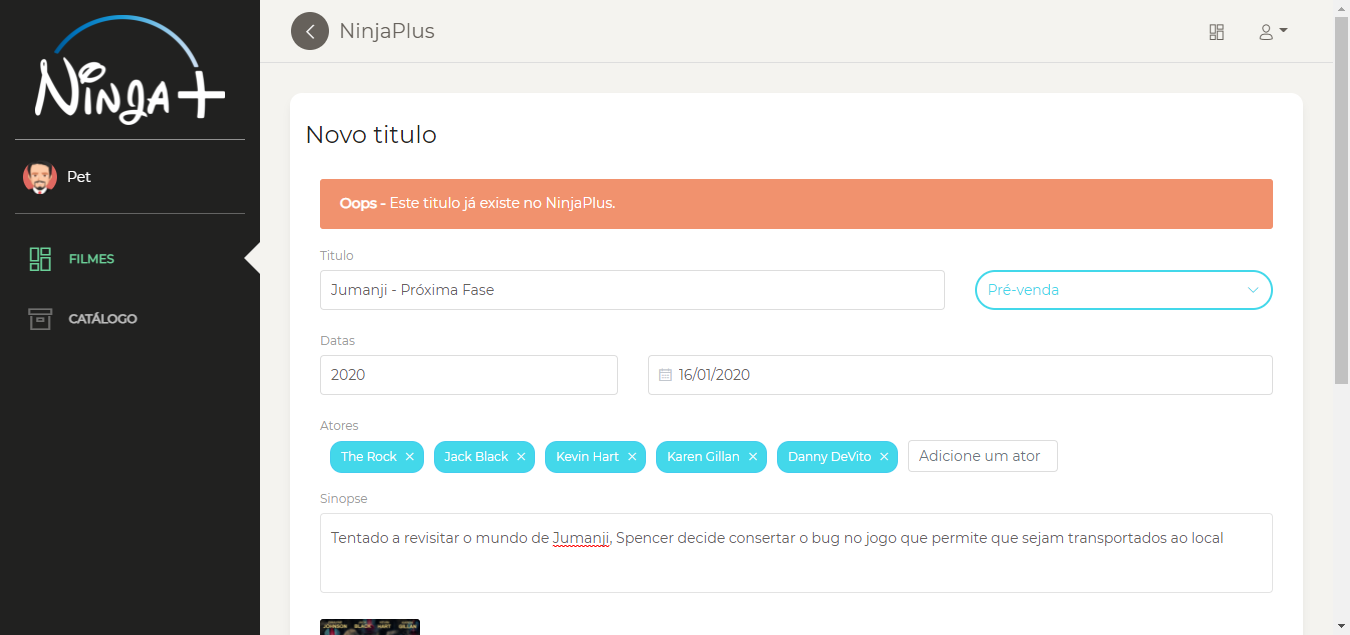 Ninja+
NinjaPlus
Pet
FILMES
CATÁLOGO
Novo titulo
Oops - Este titulo já existe no NinjaPlus.
Titulo
Jumanji - Próxima Fase
Pré-venda
Datas
2020
16/01/2020
Atores
The Rock × Jack Black × Kevin Hart × Karen Gillan × Danny DeVito × Adicione um ator
Sinopse
Tentado a revisitar o mundo de Jumanji, Spencer decide consertar o bug no jogo que permite que sejam transportados ao local
JOHNSON BLACK HART GILLAN